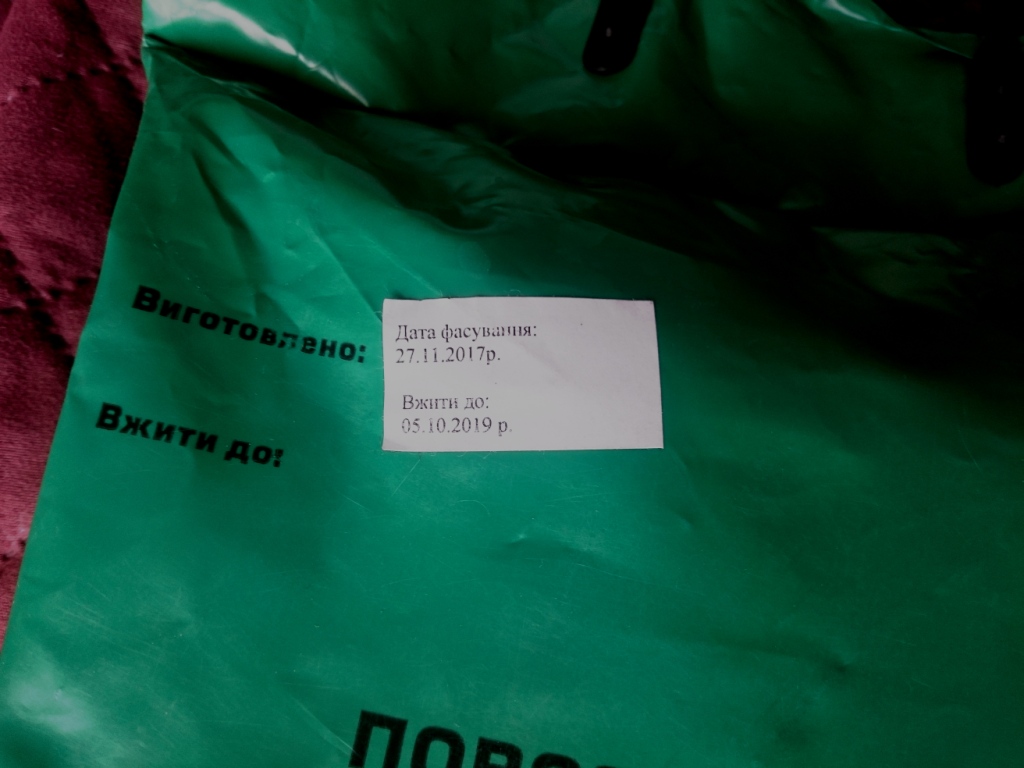 Виготовлено:
Дата фасування:
27.11.2017р.
Вжити до:
Вжити до:
05.10.2019 р.